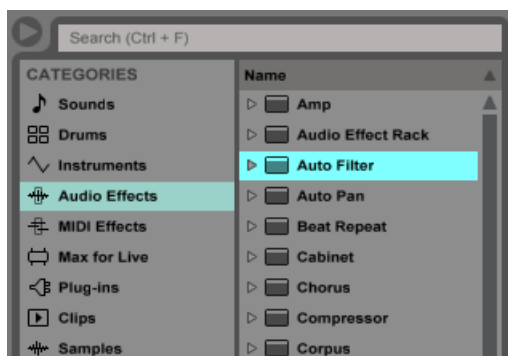 Search (Ctrl + F)
CATEGORIES
Sounds
Drums
Instruments
Audio Effects
MIDI Effects
Max for Live
Plug-ins
Clips
Samples
Name
Amp
Audio Effect Rack
Auto Filter
Auto Pan
Beat Repeat
Cabinet
Chorus
Compressor
Corpus